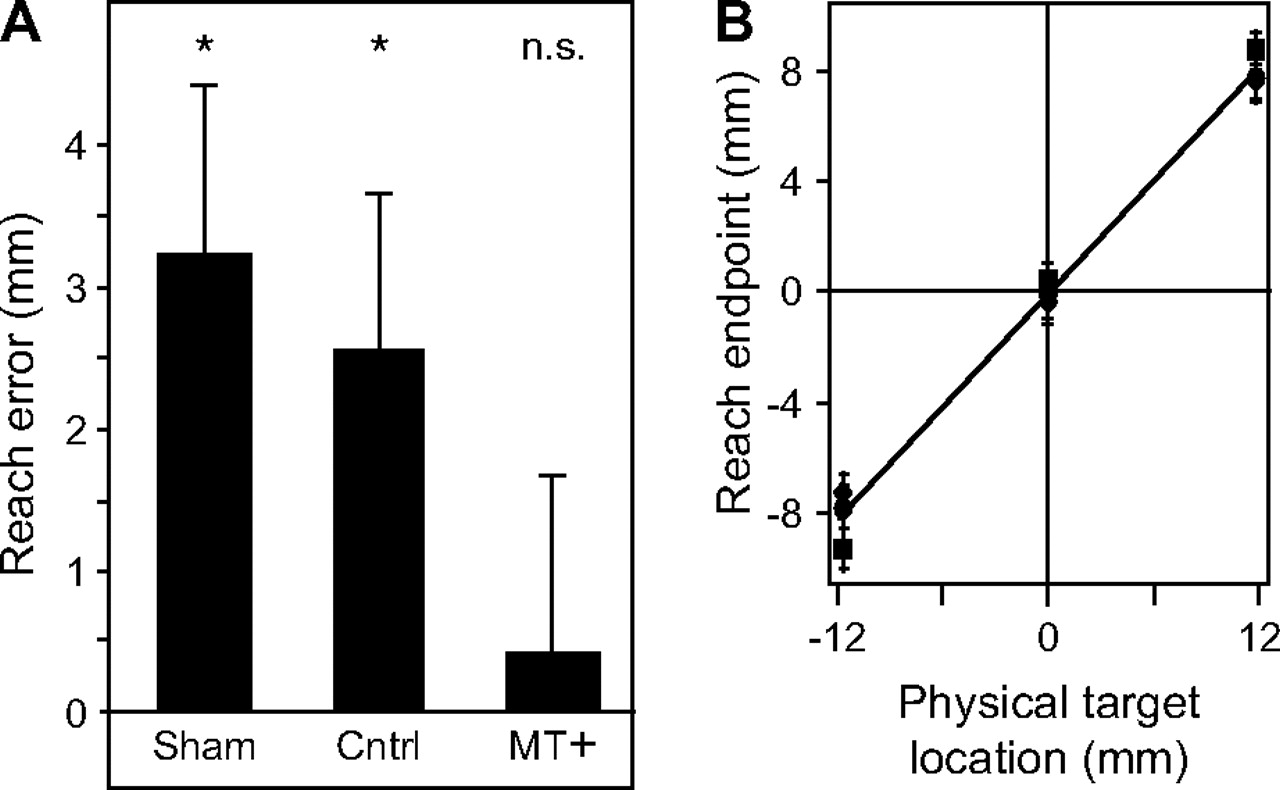 A
* * n.s.
4
3
2
1
0
Reach error (mm)
Sham Cntrl MT+
B
8
4
0
-4
-8
Reach endpoint (mm)
-12 0 12
Physical target
location (mm)